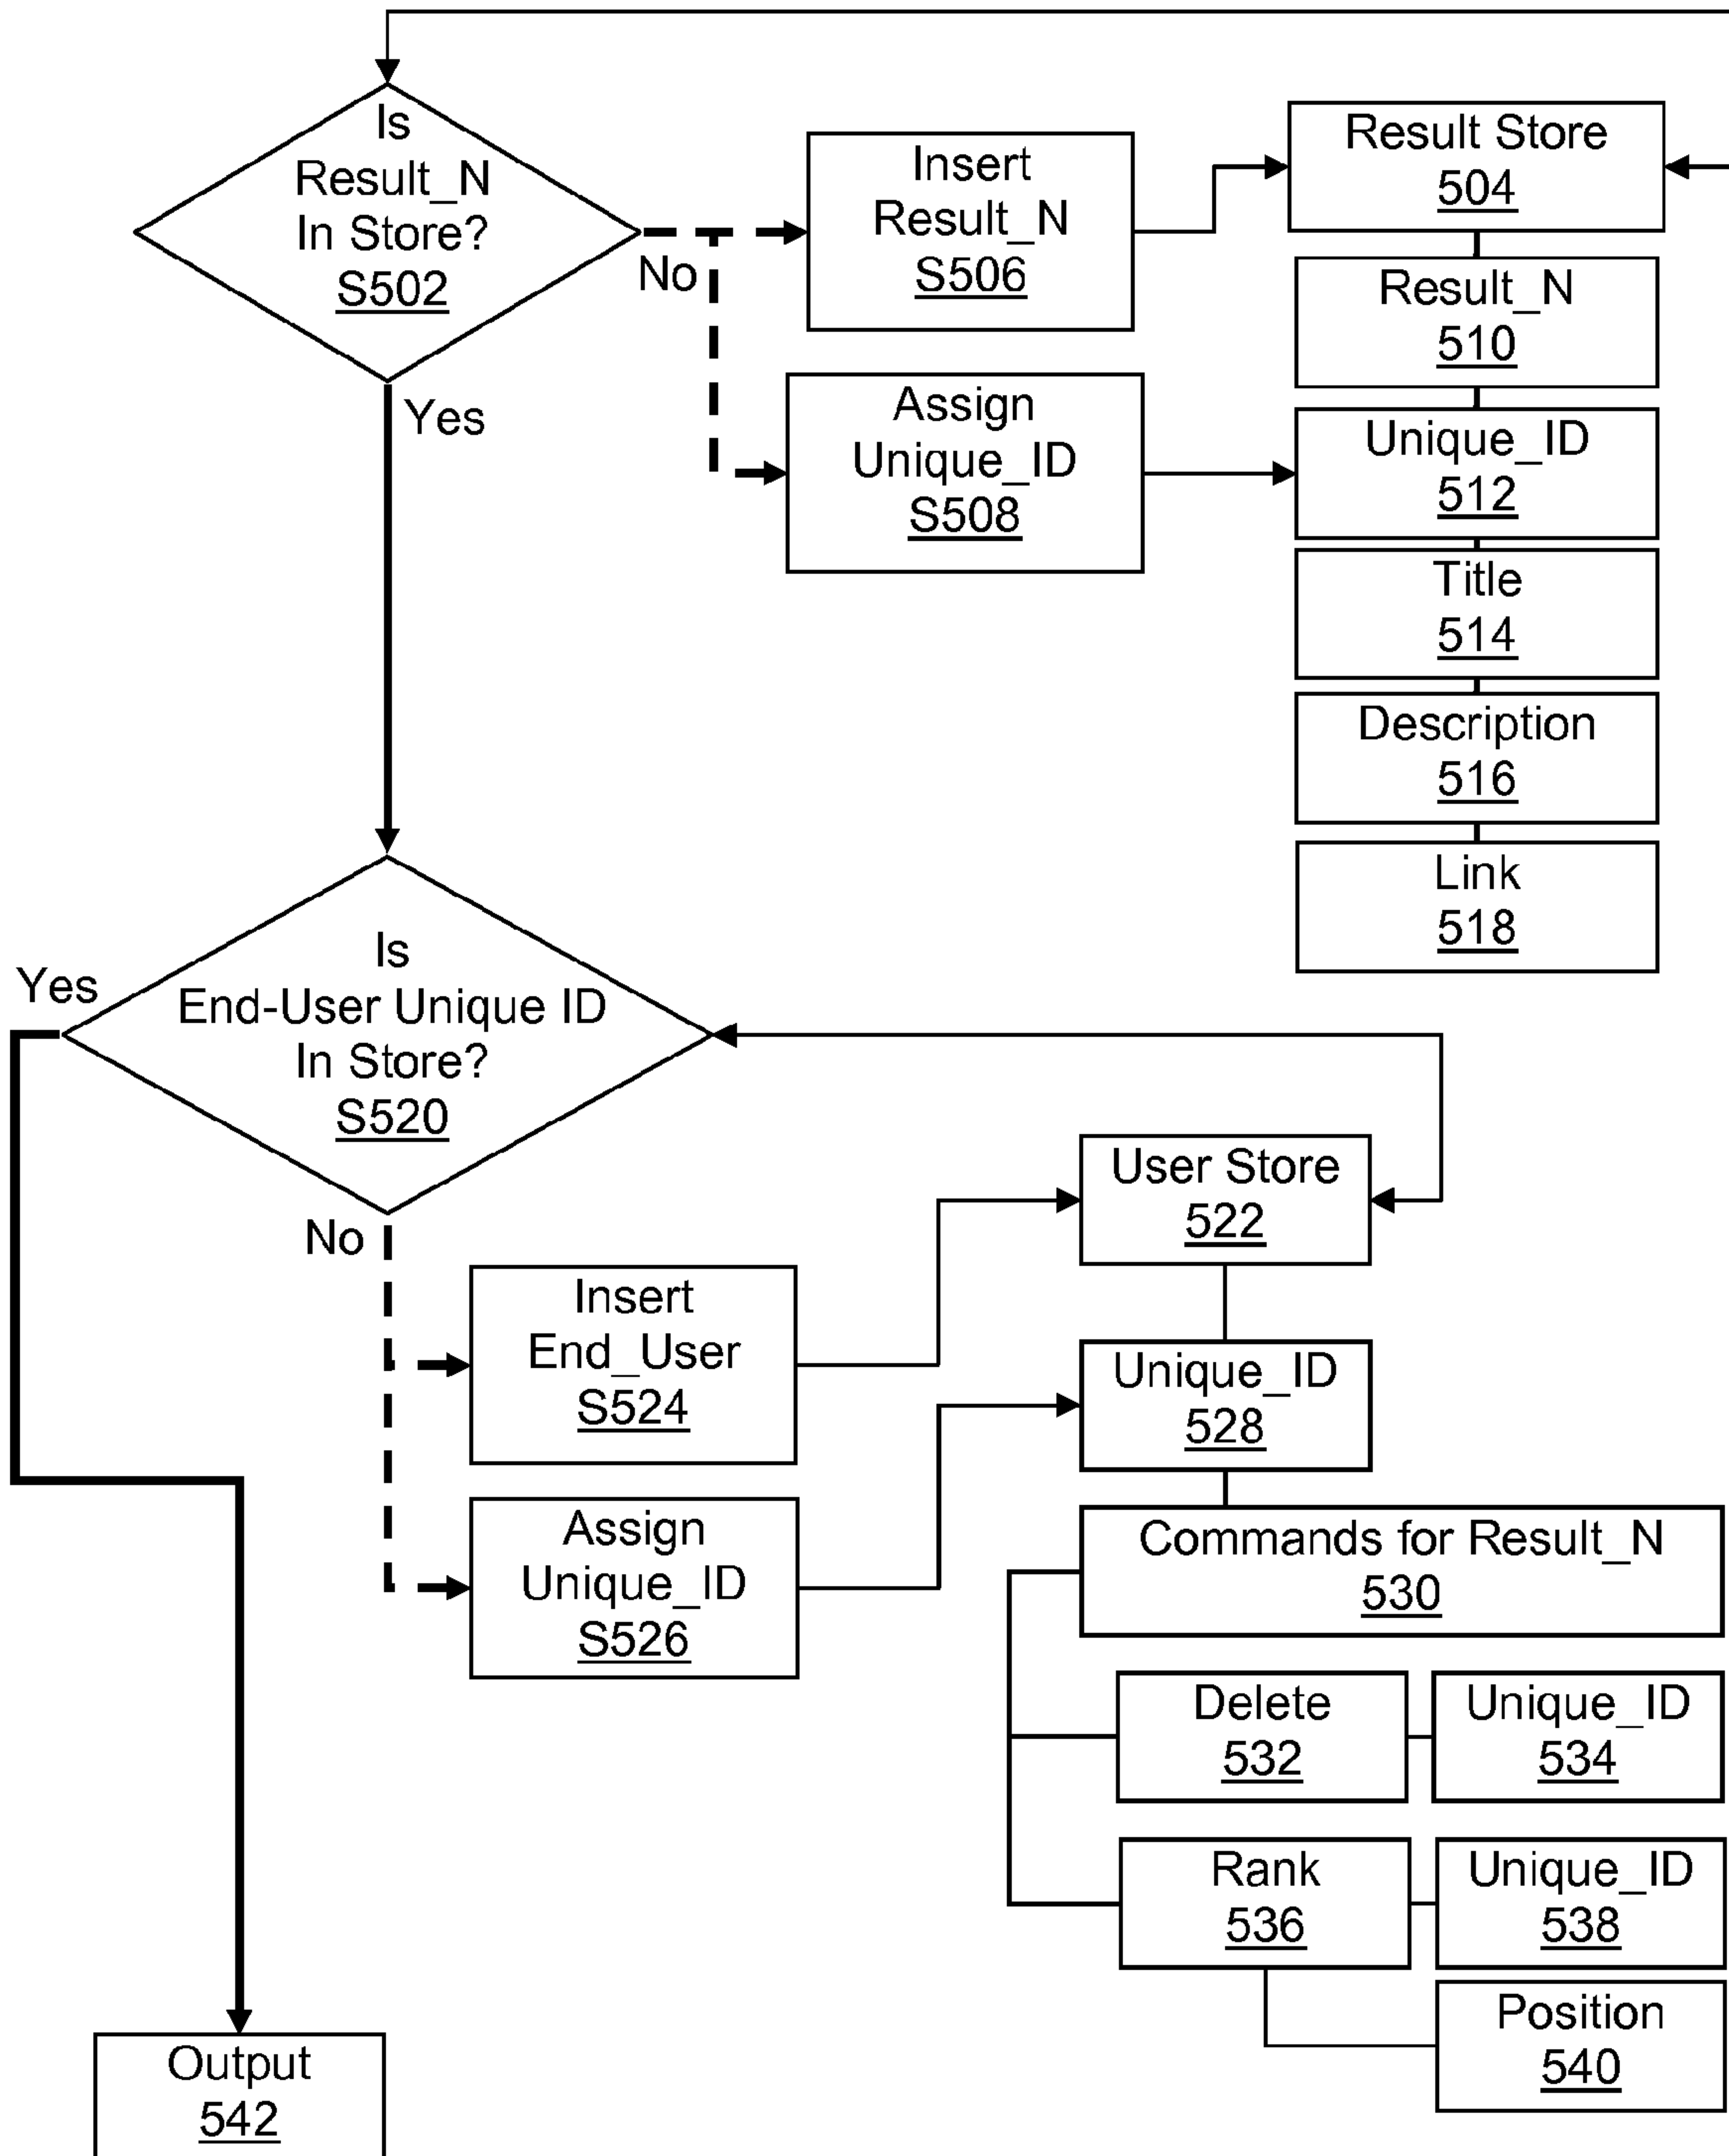 Is
Result_N
In Store?
S502
No
Yes
Insert
Result_N
S506
Assign
Unique_ID
S508
Result Store
504
Result_N
510
Unique_ID
512
Title
514
Description
516
Link
518
Is
End-User Unique ID
In Store?
S520
Yes
No
Insert
End_User
S524
Assign
Unique_ID
S526
User Store
522
Unique_ID
528
Commands for Result_N
530
Delete
532
Unique_ID
534
Rank
536
Unique_ID
538
Position
540
Output
542